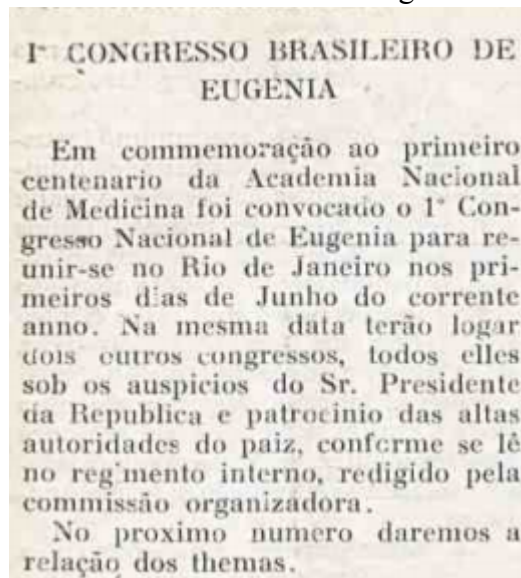 I° CONGRESSO BRASILEIRO DE
EUGENIA
Em commemoração ao primeiro
centenario da Academia Nacional
de Medicina foi convocado o 1° Con-
gresso Nacional de Eugenia para re-
unir-se no Rio de Janeiro nos pri-
meiros dias de Junho do corrente
anno. Na mesma data terão logar
dois outros congressos, todos elles
sob os auspicios do Sr. Presidente
da Republica e patrocinio das altas
autoridades do paiz, conforme se lê
no regimento interno, redigido pela
commissão organizadora.
No proximo numero daremos a
relação dos themas.